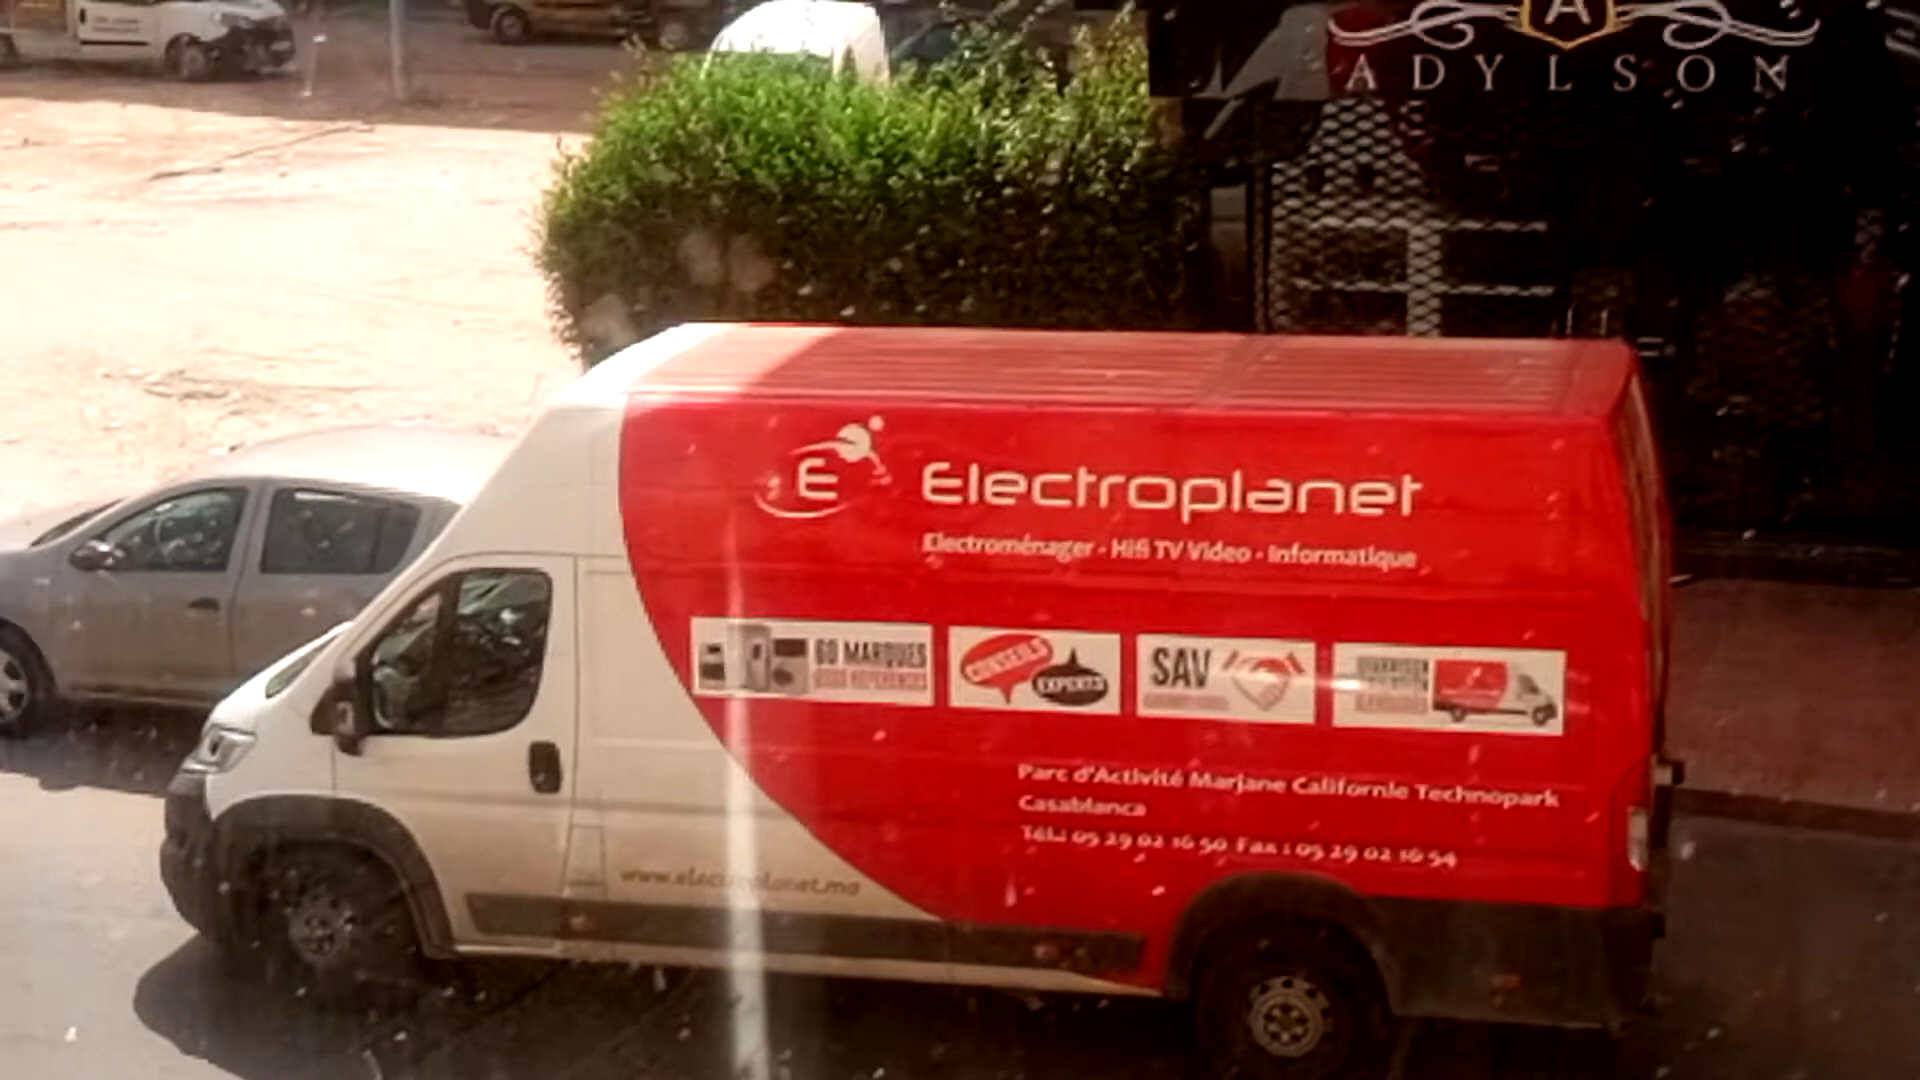 A
ADYLSON
E Electroplanet
Electroménager - Hifi TV Video - Informatique
60 MARQUES
CONSEILS
EXPERTS
SAV
Parc d'Activité Marjane Californie Technopark
Casablanca
Tél.: 05 29 02 16 50 Fax : 05 29 02 16 54
www.electroplanet.ma